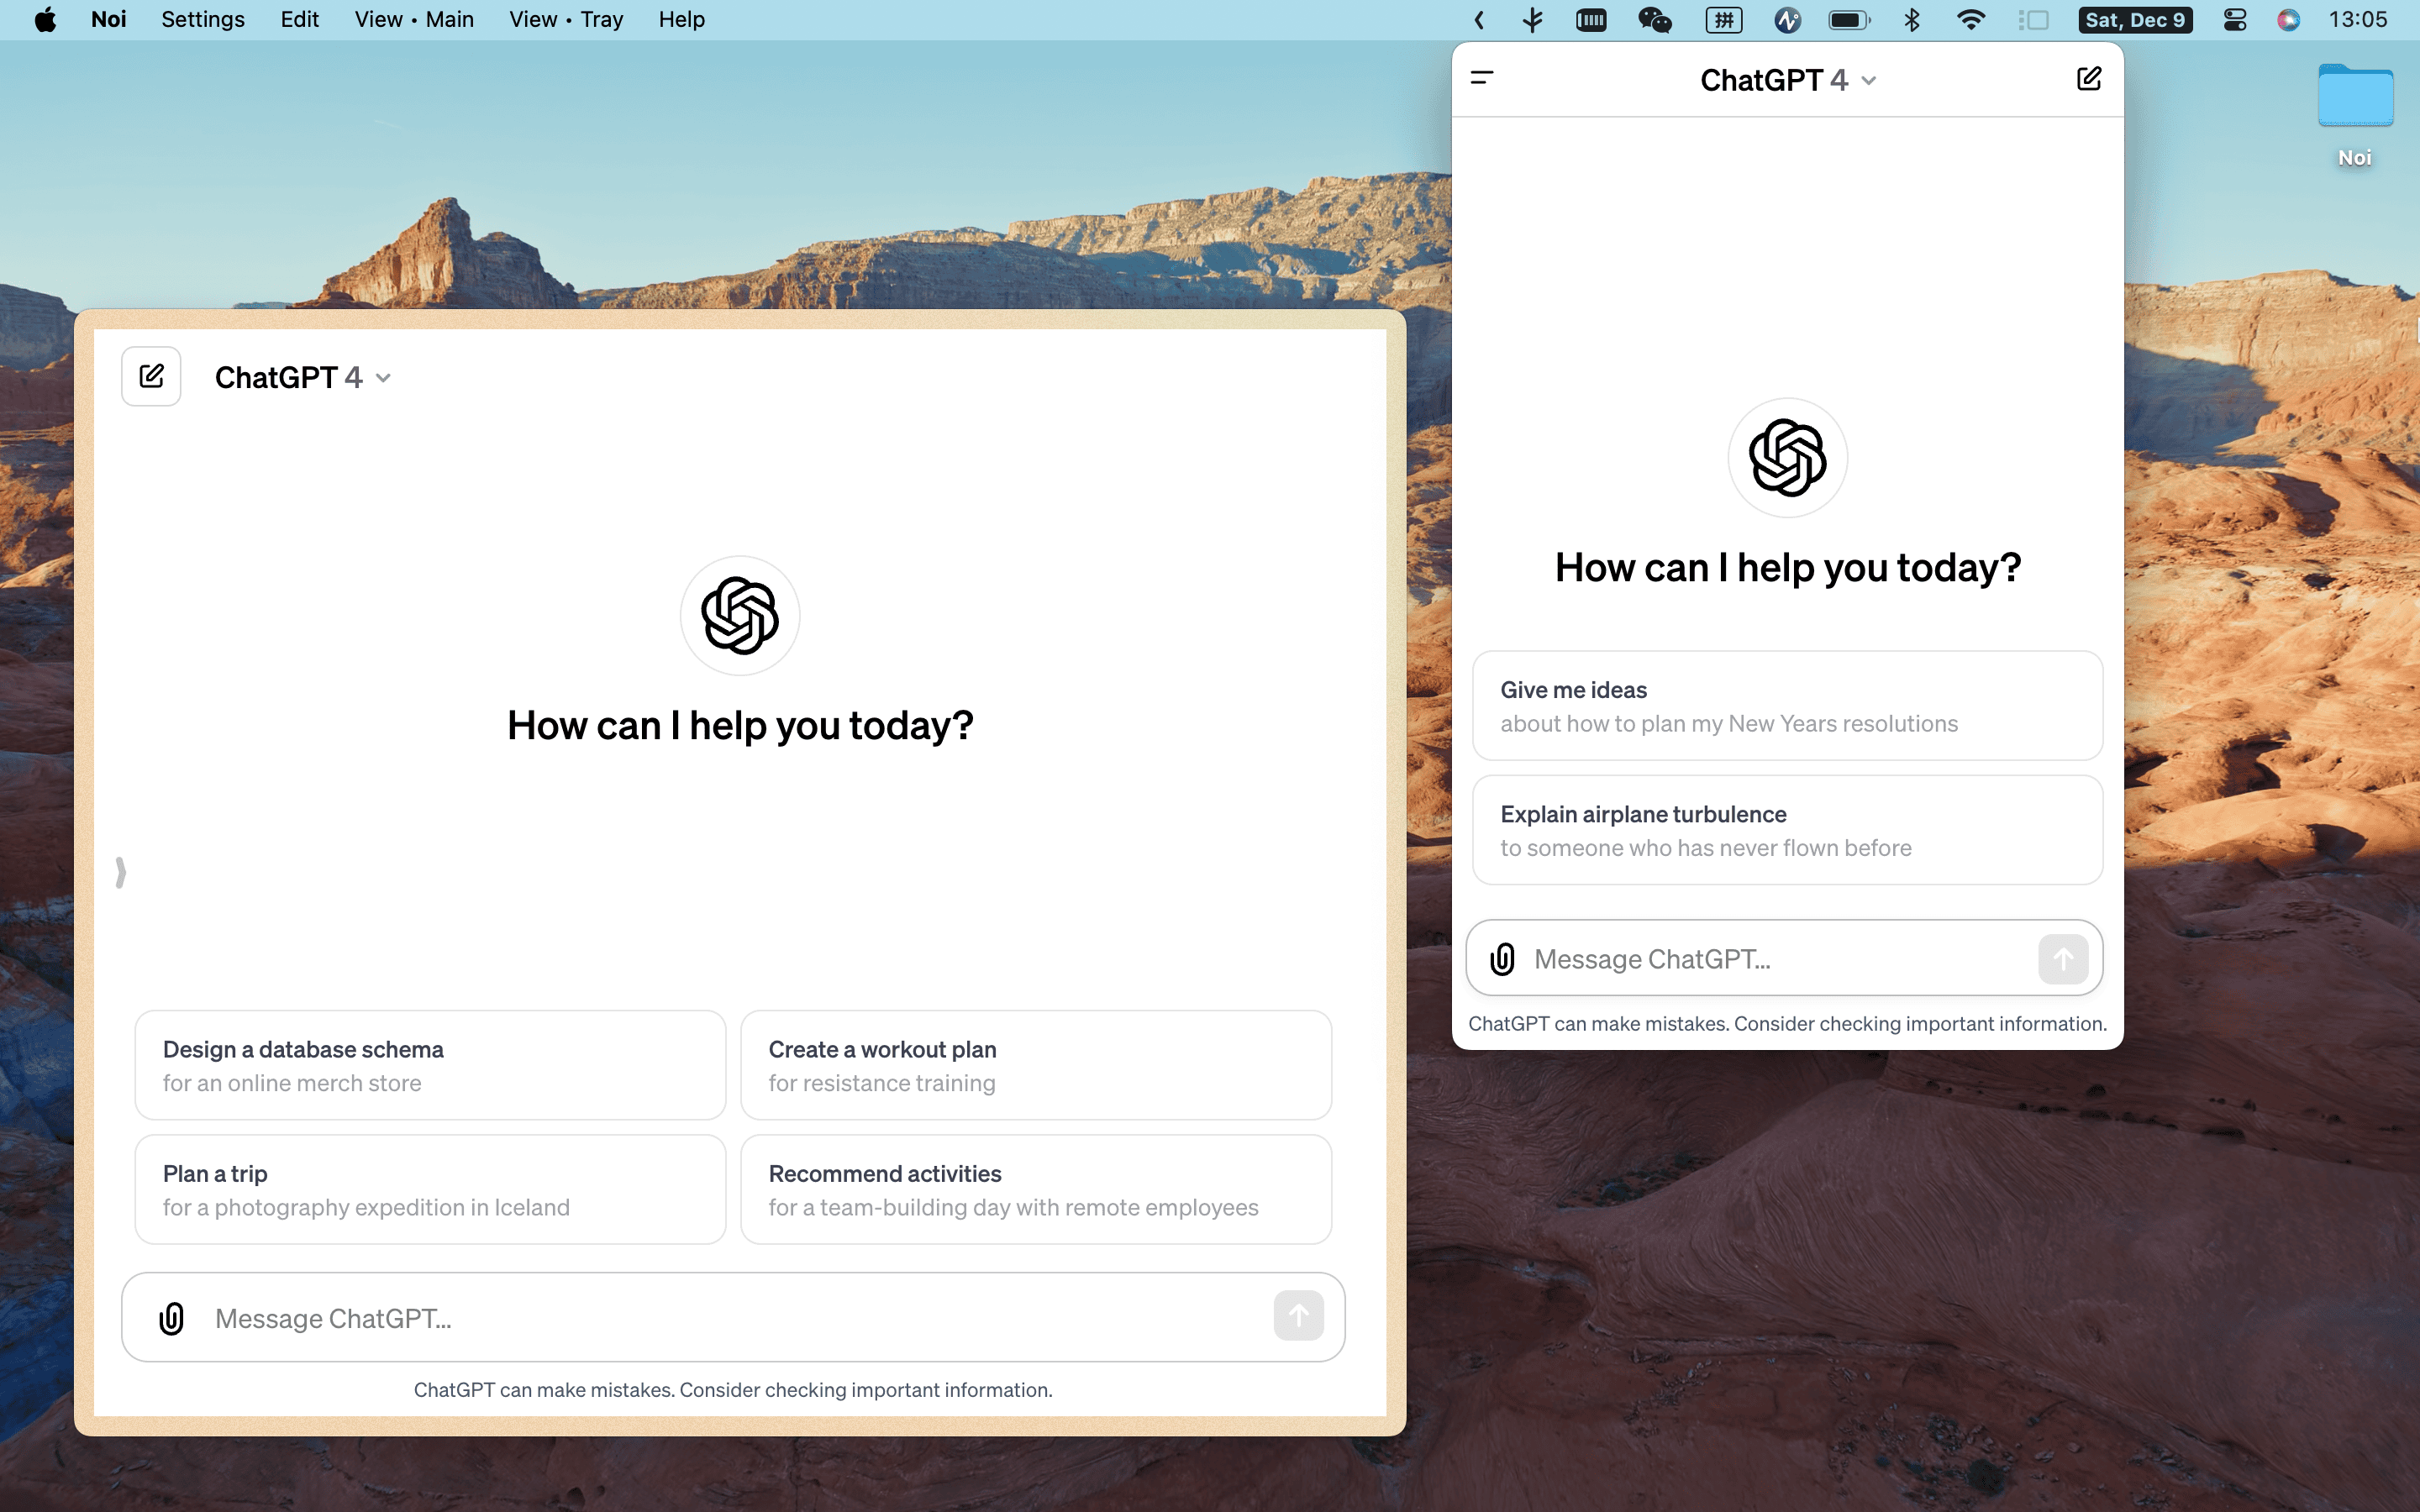 Noi Settings Edit View • Main View • Tray Help
拼 Sat, Dec 9 13:05
Noi
ChatGPT 4
How can I help you today?
Design a database schema
for an online merch store
Create a workout plan
for resistance training
Plan a trip
for a photography expedition in Iceland
Recommend activities
for a team-building day with remote employees
Message ChatGPT...
ChatGPT can make mistakes. Consider checking important information.
ChatGPT 4
How can I help you today?
Give me ideas
about how to plan my New Years resolutions
Explain airplane turbulence
to someone who has never flown before
Message ChatGPT...
ChatGPT can make mistakes. Consider checking important information.